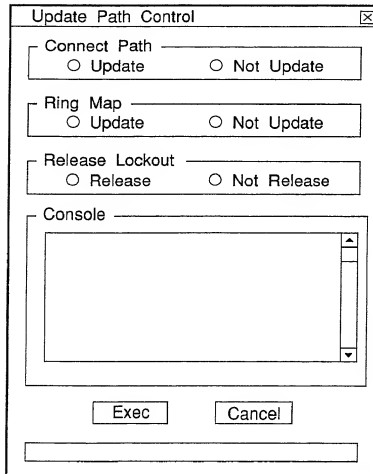 Update Path Control
Connect Path
Update Not Update
Ring Map
Update Not Update
Release Lockout
Release Not Release
Console
Exec Cancel